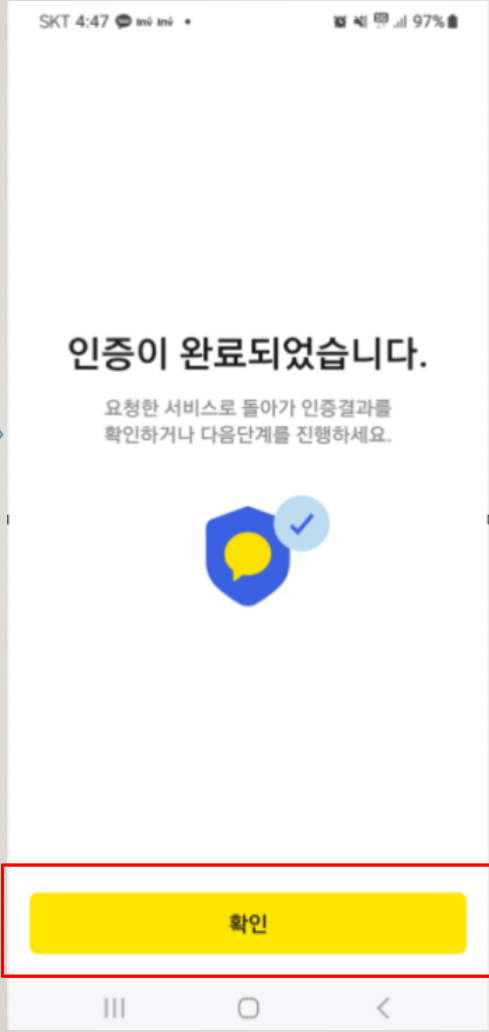 SKT 4:47
97%
인증이 완료되었습니다.
요청한 서비스로 돌아가 인증결과를
확인하거나 다음단계를 진행하세요.
확인